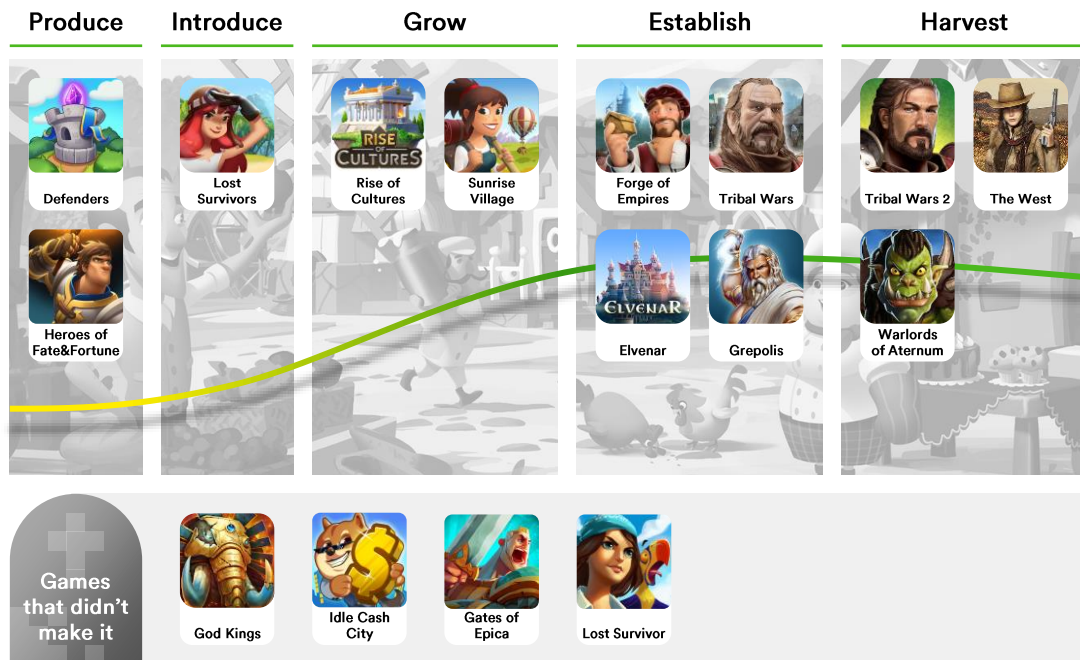 Produce
Introduce
Grow
Establish
Harvest
RISE
OF
CULTURES
Defenders
Lost
Survivors
Rise of
Cultures
Sunrise
Village
Forge of
Empires
Tribal Wars
Tribal Wars 2
The West
ELVENAR
Heroes of
Fate&Fortune
Elvenar
Grepolis
Warlords
of Aternum
Games
that didn't
make it
$
God Kings
Idle Cash
City
Gates of
Epica
Lost Survivor